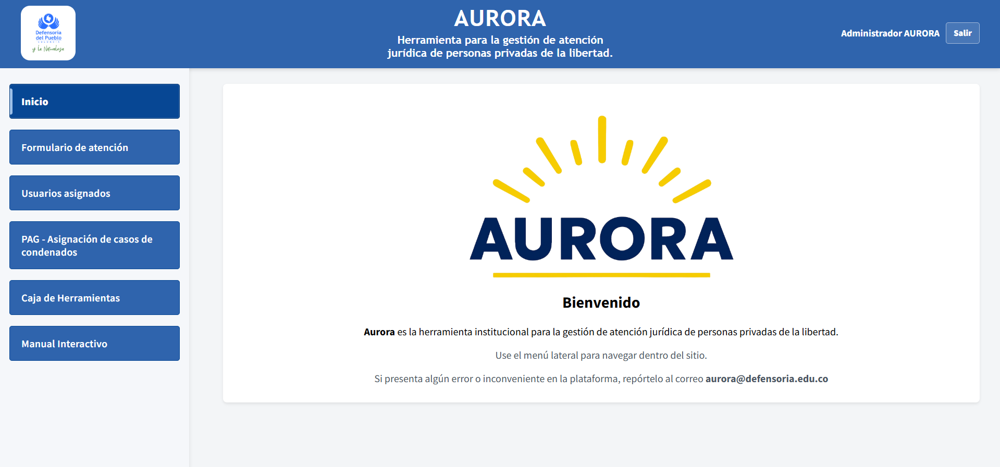 Defensoría
del Pueblo
COLOMBIA
y la Naturaleza
AURORA
Herramienta para la gestión de atención
jurídica de personas privadas de la libertad.
Administrador AURORA
Salir
Inicio
Formulario de atención
Usuarios asignados
PAG - Asignación de casos de
condenados
Caja de Herramientas
Manual Interactivo
AURORA
Bienvenido
Aurora es la herramienta institucional para la gestión de atención jurídica de personas privadas de la libertad.
Use el menú lateral para navegar dentro del sitio.
Si presenta algún error o inconveniente en la plataforma, repórtelo al correo aurora@defensoria.edu.co